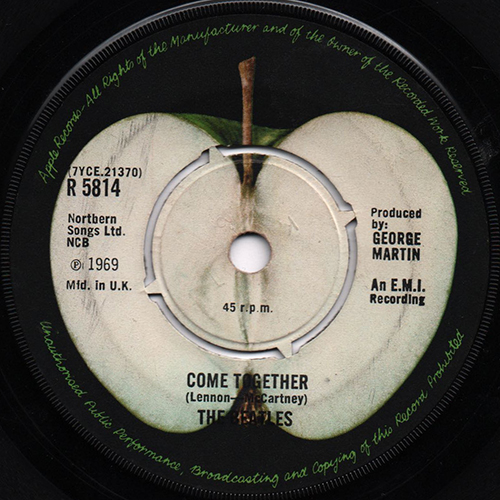 Apple Records-All Rights of the Manufacturer and of the Owner of the Recorded Work Reserved
(7YCE.21370)
R 5814
Northern
Songs Ltd.
NCB
Ⓟ 1969
Mfd. in U.K.
Produced
by:
GEORGE
MARTIN
An E.M.I.
Recording
45 r.p.m.
COME TOGETHER
(Lennon—McCartney)
THE BEATLES
Unauthorised Public Performance, Broadcasting and Copying of this Record Prohibited